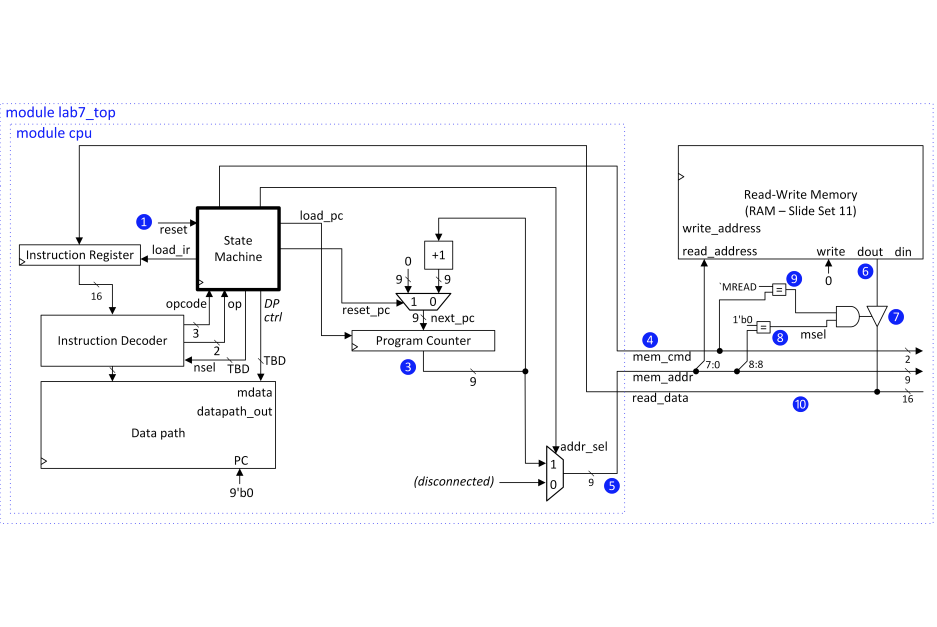 module lab7_top
module cpu
1
reset
State
Machine
load_pc
load_ir
Instruction Register
16
opcode
op
DP
ctrl
Instruction Decoder
3
2
nsel
TBD
TBD
mdata
datapath_out
Data path
PC
9'b0
0
+1
9
9
1
0
reset_pc
9
next_pc
Program Counter
3
9
addr_sel
1
0
(disconnected)
9
5
Read-Write Memory
(RAM – Slide Set 11)
write_address
read_address
write
dout
din
0
6
9
`MREAD
=
1'b0
=
8
msel
7
4
mem_cmd
2
mem_addr
7:0
8:8
9
read_data
10
16